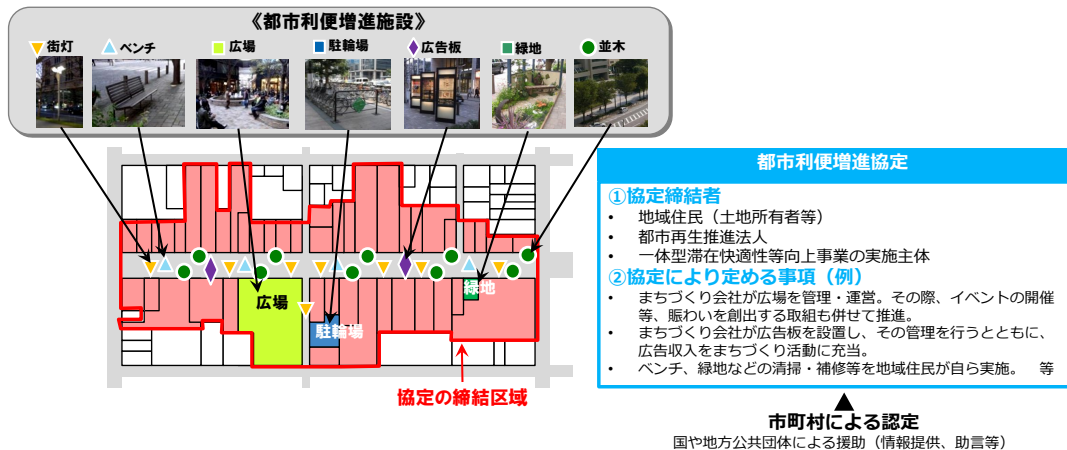 《都市利便増進施設》
街灯 ベンチ 広場 駐輪場 広告板 緑地 並木
広場
駐輪場
緑地
協定の締結区域
都市利便増進協定
①協定締結者
• 地域住民（土地所有者等）
• 都市再生推進法人
• 一体型滞在快適性等向上事業の実施主体
②協定により定める事項（例）
• まちづくり会社が広場を管理・運営。その際、イベントの開催
等、賑わいを創出する取組も併せて推進。
• まちづくり会社が広告板を設置し、その管理を行うとともに、
広告収入をまちづくり活動に充当。
• ベンチ、緑地などの清掃・補修等を地域住民が自ら実施。 等
市町村による認定
国や地方公共団体による援助（情報提供、助言等）